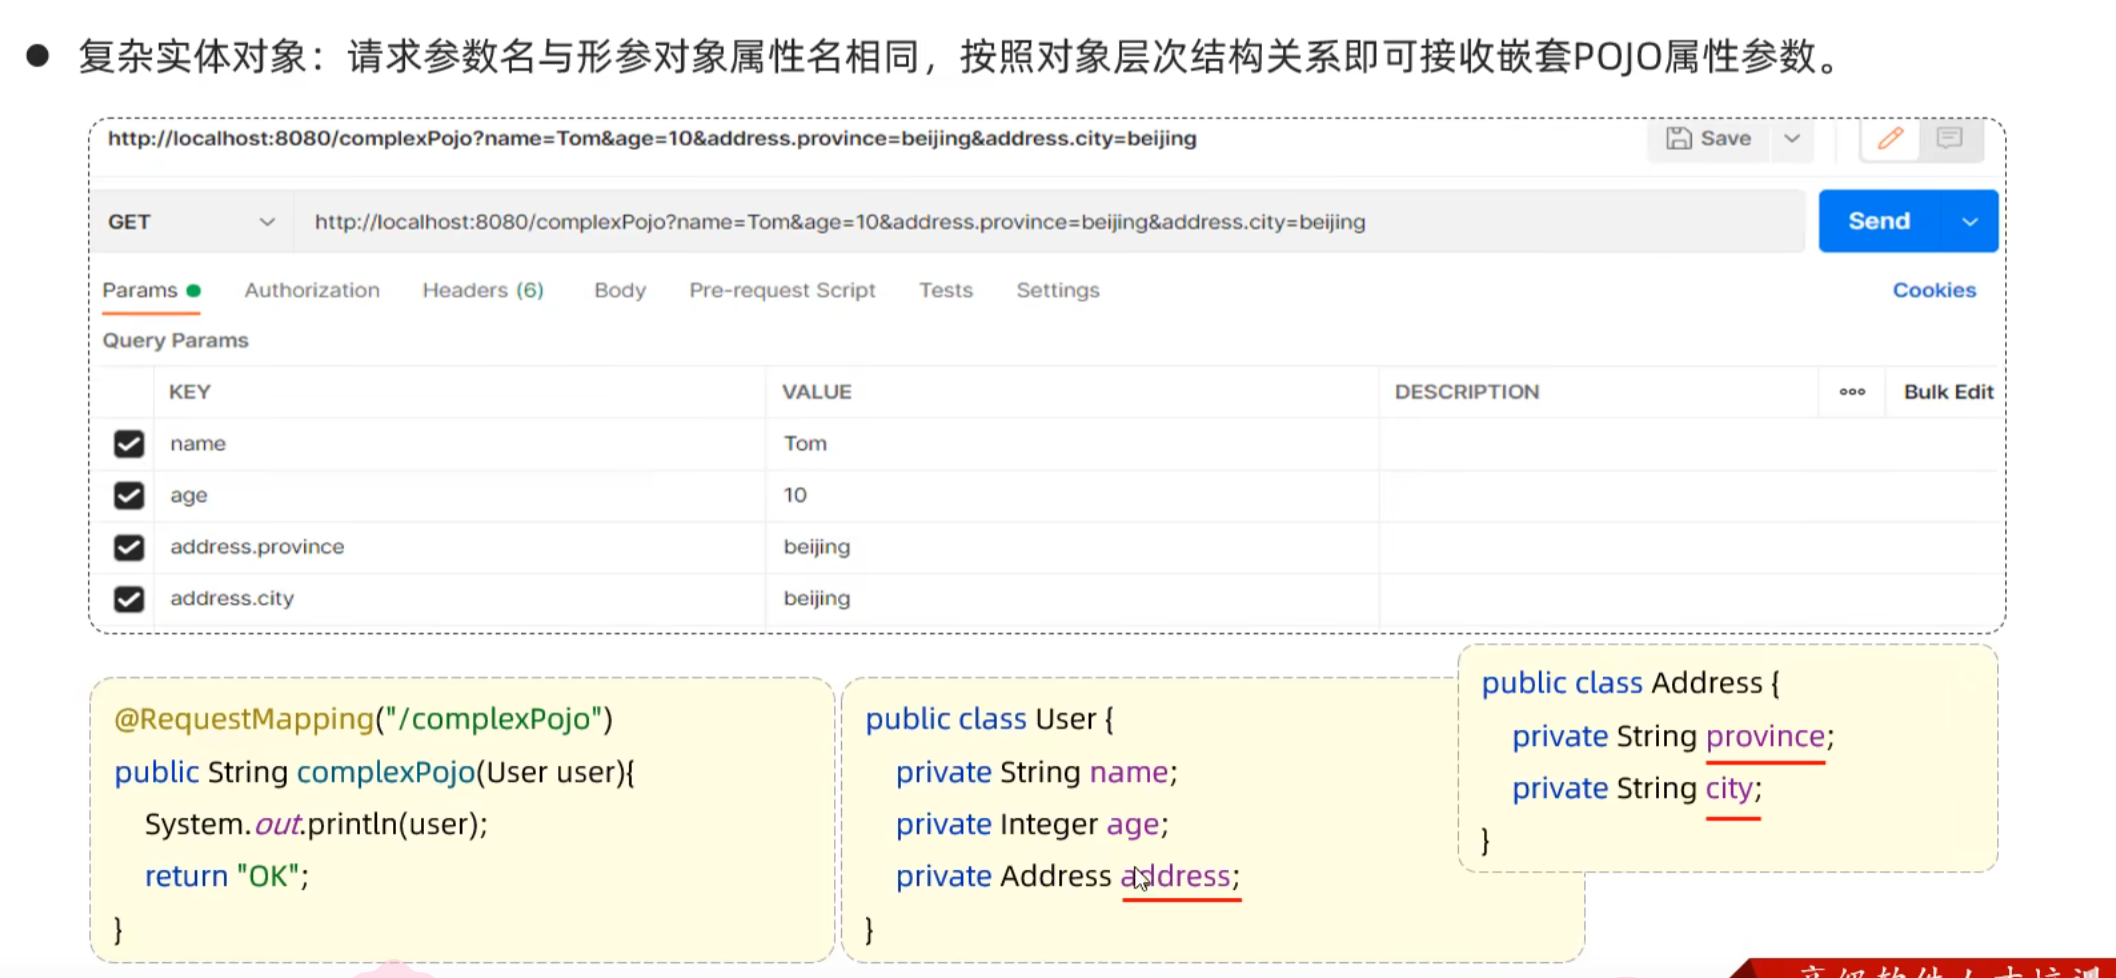 复杂实体对象：请求参数名与形参对象属性名相同，按照对象层次结构关系即可接收嵌套POJO属性参数。
http://localhost:8080/complexPojo?name=Tom&age=10&address.province=beijing&address.city=beijing
Save
GET http://localhost:8080/complexPojo?name=Tom&age=10&address.province=beijing&address.city=beijing Send
Params Authorization Headers (6) Body Pre-request Script Tests Settings Cookies
Query Params
KEY VALUE DESCRIPTION ooo Bulk Edit
name Tom
age 10
address.province beijing
address.city beijing
@RequestMapping("/complexPojo")
public String complexPojo(User user){
System.out.println(user);
return "OK";
}
public class User {
private String name;
private Integer age;
private Address address;
}
public class Address {
private String province;
private String city;
}